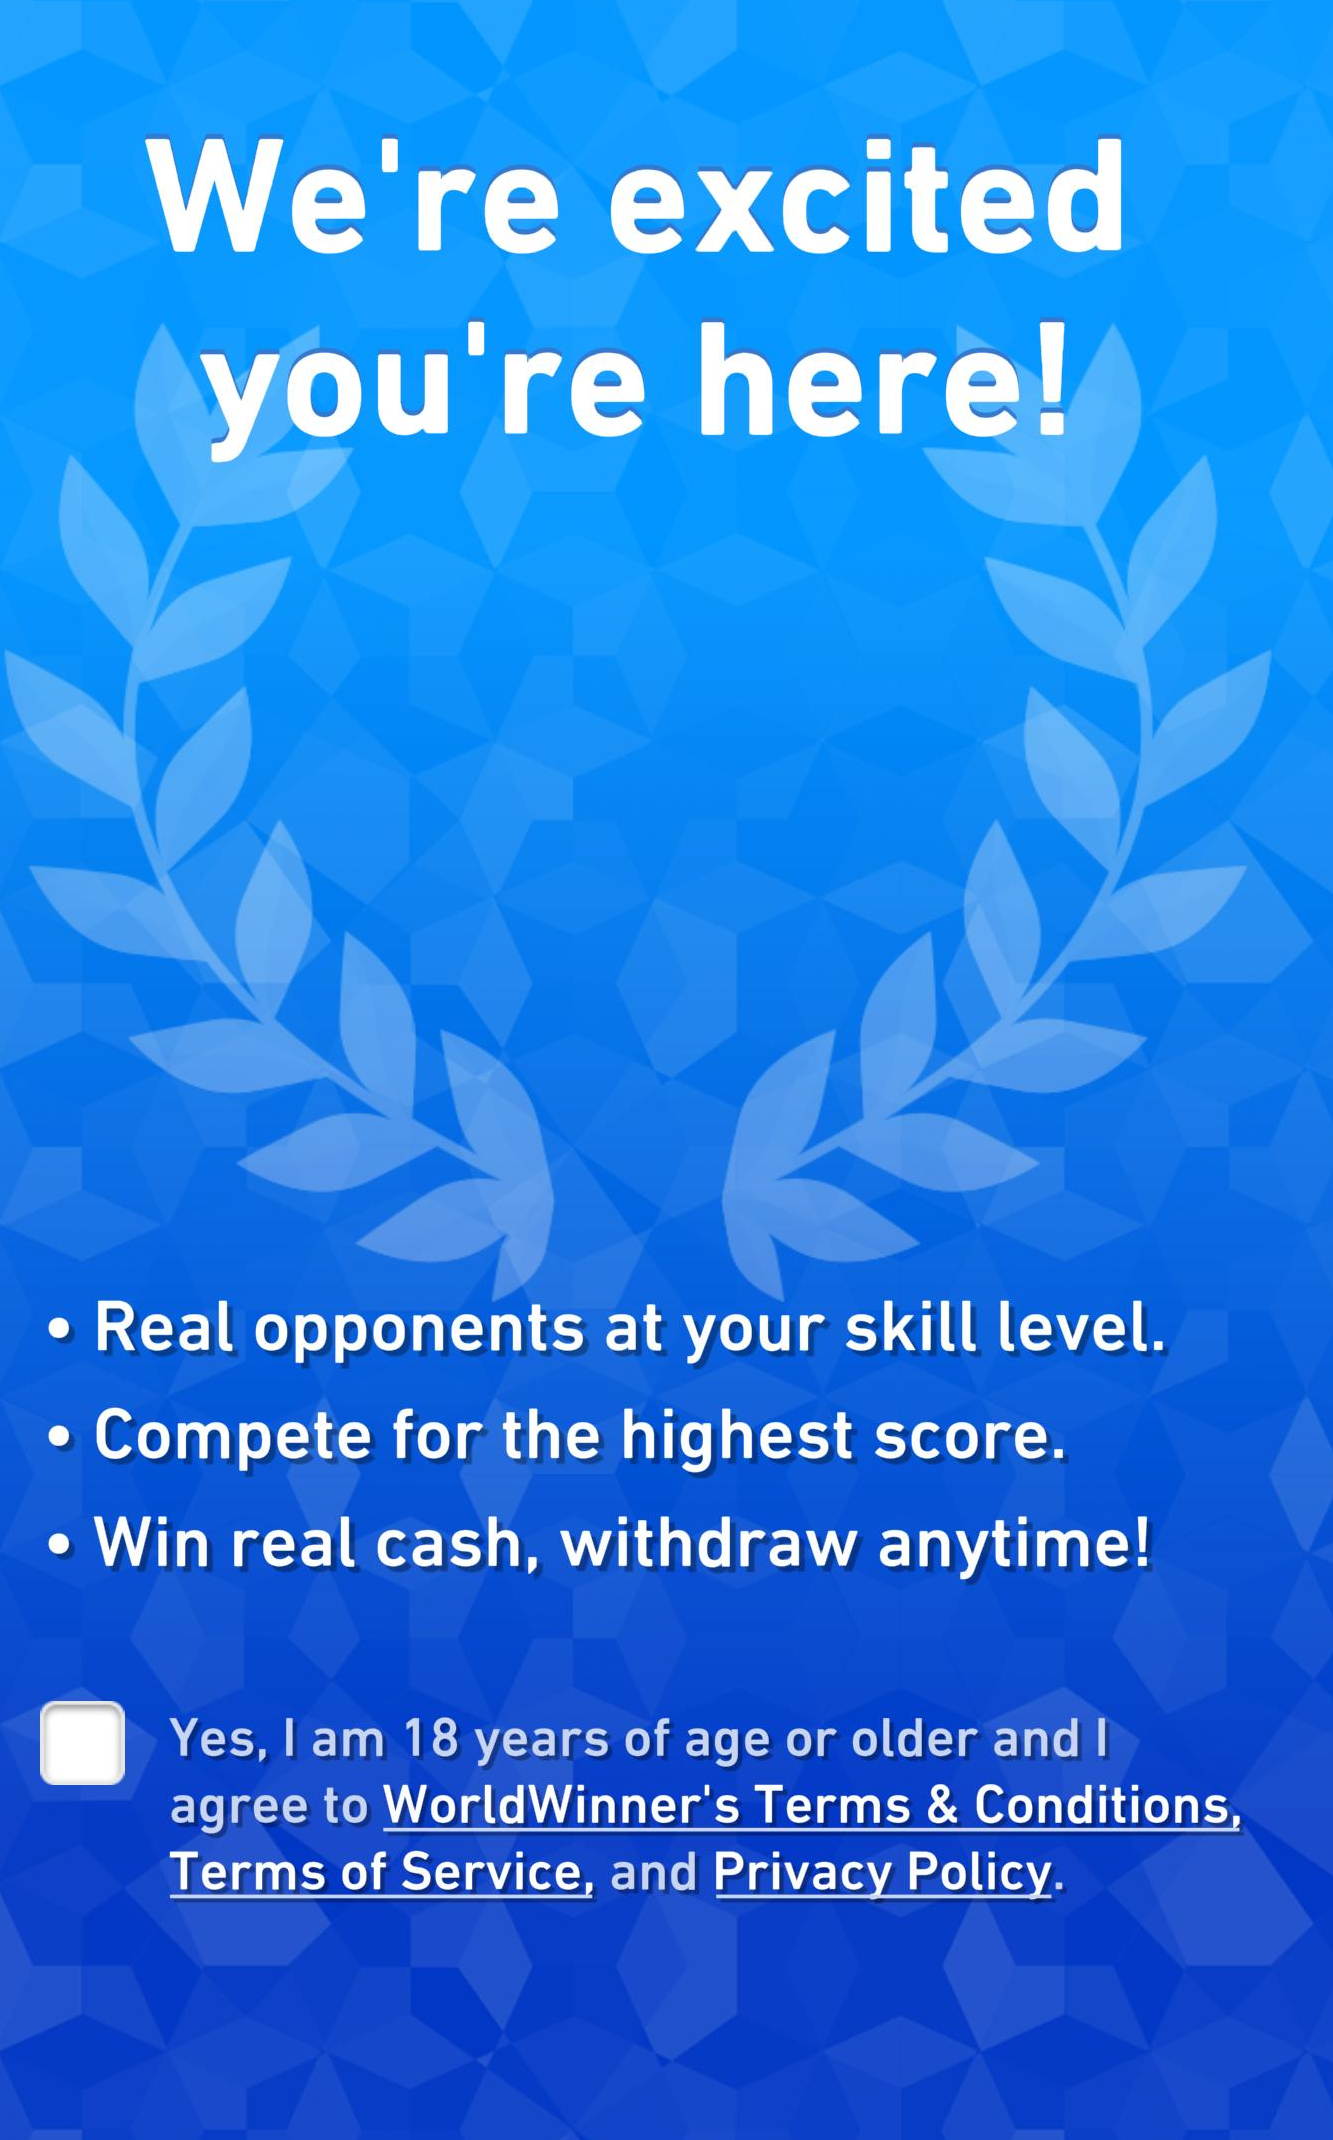 We're excited
you're here!
• Real opponents at your skill level.
• Compete for the highest score.
• Win real cash, withdraw anytime!
Yes, I am 18 years of age or older and I
agree to WorldWinner's Terms & Conditions,
Terms of Service, and Privacy Policy.